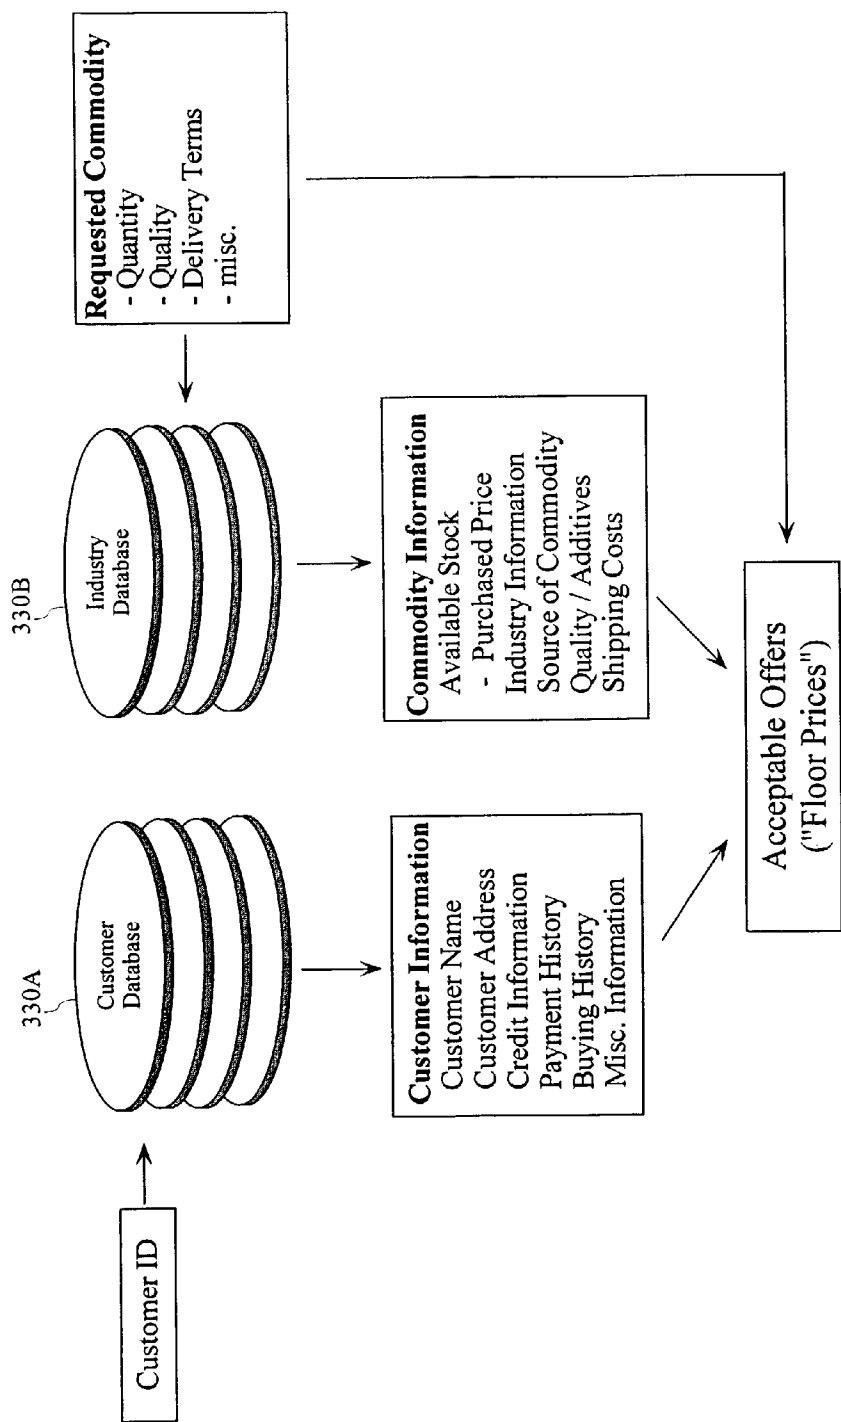 Customer ID
330A
Customer
Database
330B
Industry
Database
Requested Commodity
- Quantity
- Quality
- Delivery Terms
- misc.
Customer Information
Customer Name
Customer Address
Credit Information
Payment History
Buying History
Misc. Information
Commodity Information
Available Stock
- Purchased Price
Industry Information
Source of Commodity
Quality / Additives
Shipping Costs
Acceptable Offers
("Floor Prices")